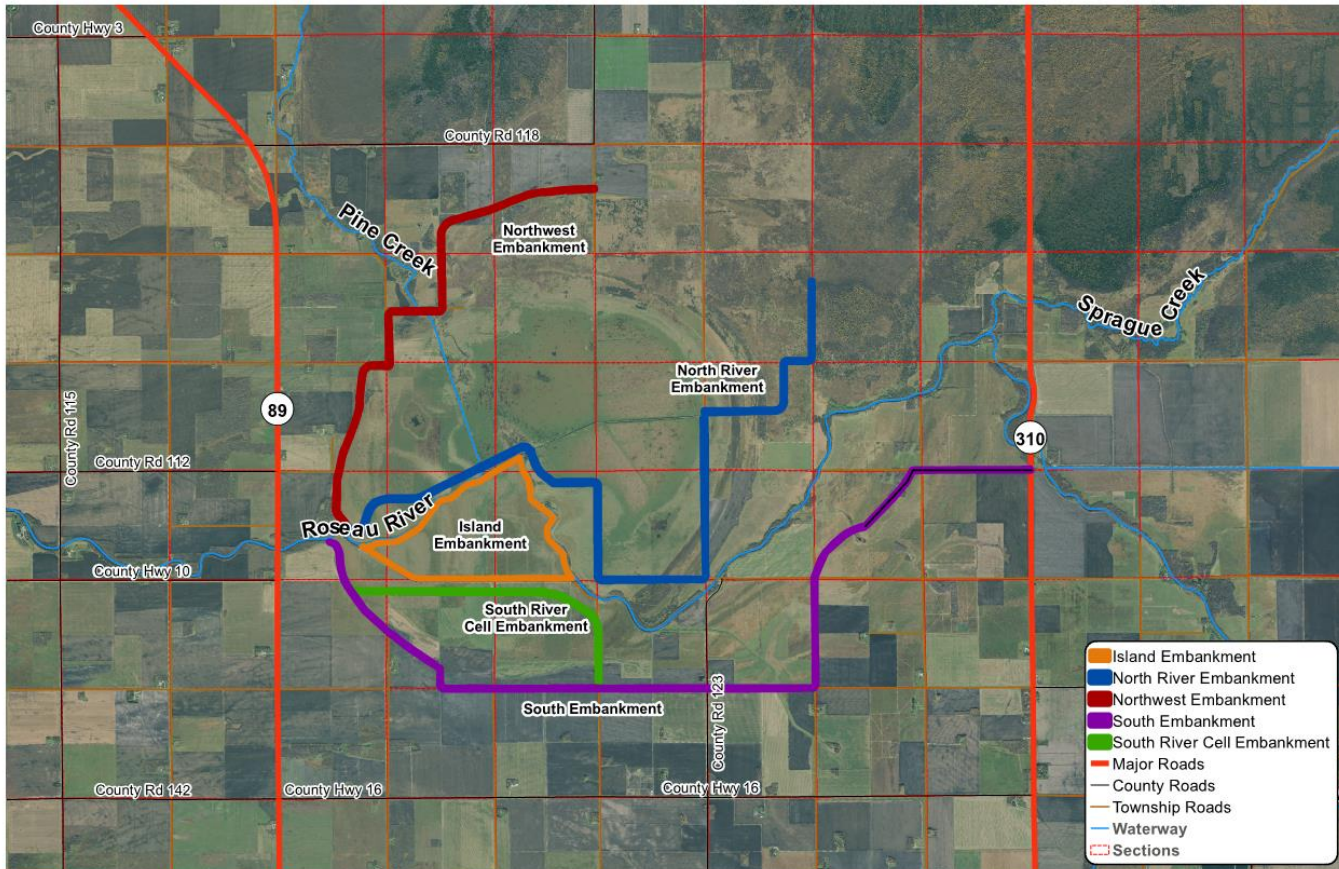 County Hwy 3
County Rd 118
Pine Creek
Northwest
Embankment
Sprague Creek
North River
Embankment
County Rd 115
89
310
County Rd 112
Roseau River
Island
Embankment
County Hwy 10
South River
Cell Embankment
South Embankment
County Rd 123
County Rd 142
County Hwy 16
County Hwy 16
Island Embankment
North River Embankment
Northwest Embankment
South Embankment
South River Cell Embankment
Major Roads
County Roads
Township Roads
Waterway
Sections